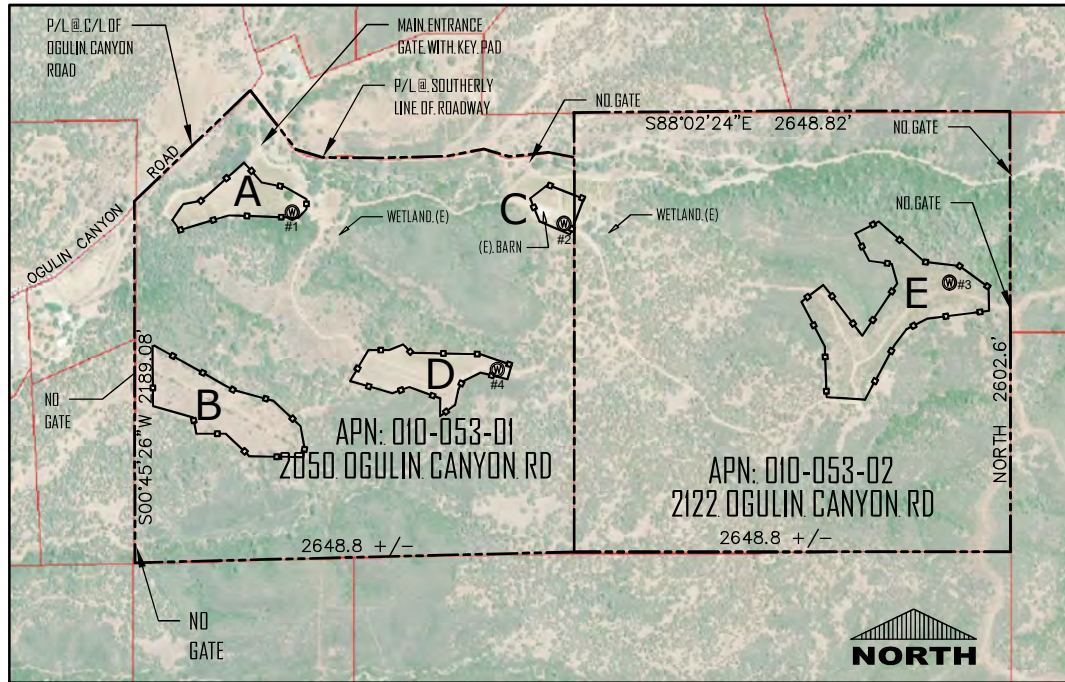 P/L @ C/L OF
OGULIN CANYON
ROAD
MAIN ENTRANCE
GATE WITH KEY PAD
P/L @ SOUTHERLY
LINE OF ROADWAY
NO GATE
S88°02'24"E 2648.82'
NO GATE
OGULIN CANYON ROAD
A
W
#1
WETLAND (E)
C
W
#2
(E) BARN
WETLAND (E)
NO GATE
E
W
#3
S00°45'26"W 2189.08'
NO
GATE
B
D
W
#4
APN: 010-053-01
2050 OGULIN CANYON RD
APN: 010-053-02
2122 OGULIN CANYON RD
NORTH 2602.6'
2648.8 +/-
2648.8 +/-
NO
GATE
NORTH